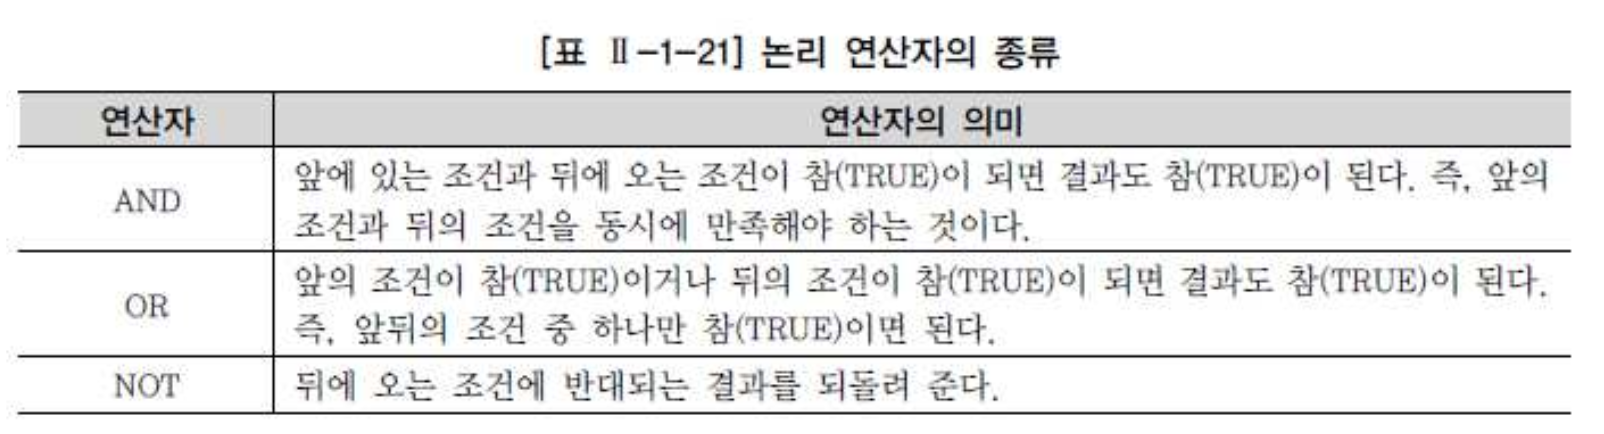 [표 Ⅱ-1-21] 논리 연산자의 종류
연산자 연산자의 의미
AND
앞에 있는 조건과 뒤에 오는 조건이 참(TRUE)이 되면 결과도 참(TRUE)이 된다. 즉, 앞의
조건과 뒤의 조건을 동시에 만족해야 하는 것이다.
OR
앞의 조건이 참(TRUE)이거나 뒤의 조건이 참(TRUE)이 되면 결과도 참(TRUE)이 된다.
즉, 앞뒤의 조건 중 하나만 참(TRUE)이면 된다.
NOT 뒤에 오는 조건에 반대되는 결과를 되돌려 준다.